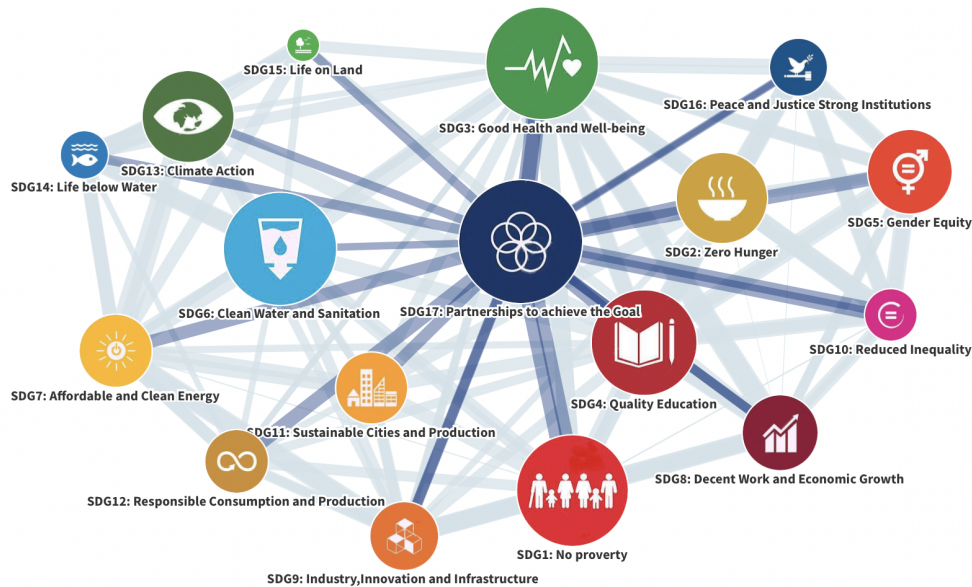 SDG15: Life on Land
SDG16: Peace and Justice Strong Institutions
SDG3: Good Health and Well-being
SDG13: Climate Action
SDG14: Life below Water
SDG5: Gender Equity
SDG2: Zero Hunger
SDG6: Clean Water and Sanitation
SDG17: Partnerships to achieve the Goal
SDG10: Reduced Inequality
SDG7: Affordable and Clean Energy
SDG4: Quality Education
SDG11: Sustainable Cities and Production
SDG8: Decent Work and Economic Growth
SDG12: Responsible Consumption and Production
SDG1: No proverty
SDG9: Industry,Innovation and Infrastructure